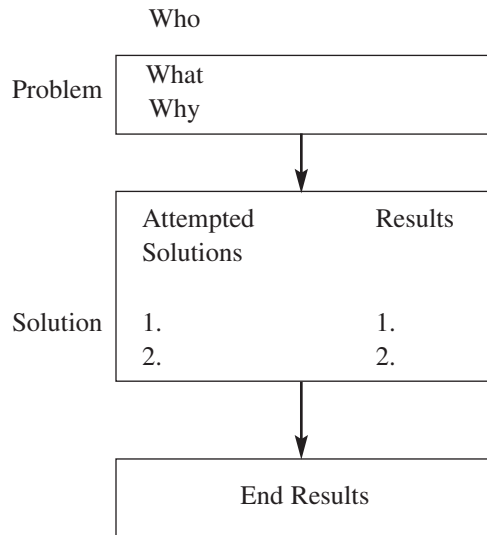 Who
Problem
What
Why
Attempted Results
Solutions
Solution
1. 1.
2. 2.
End Results